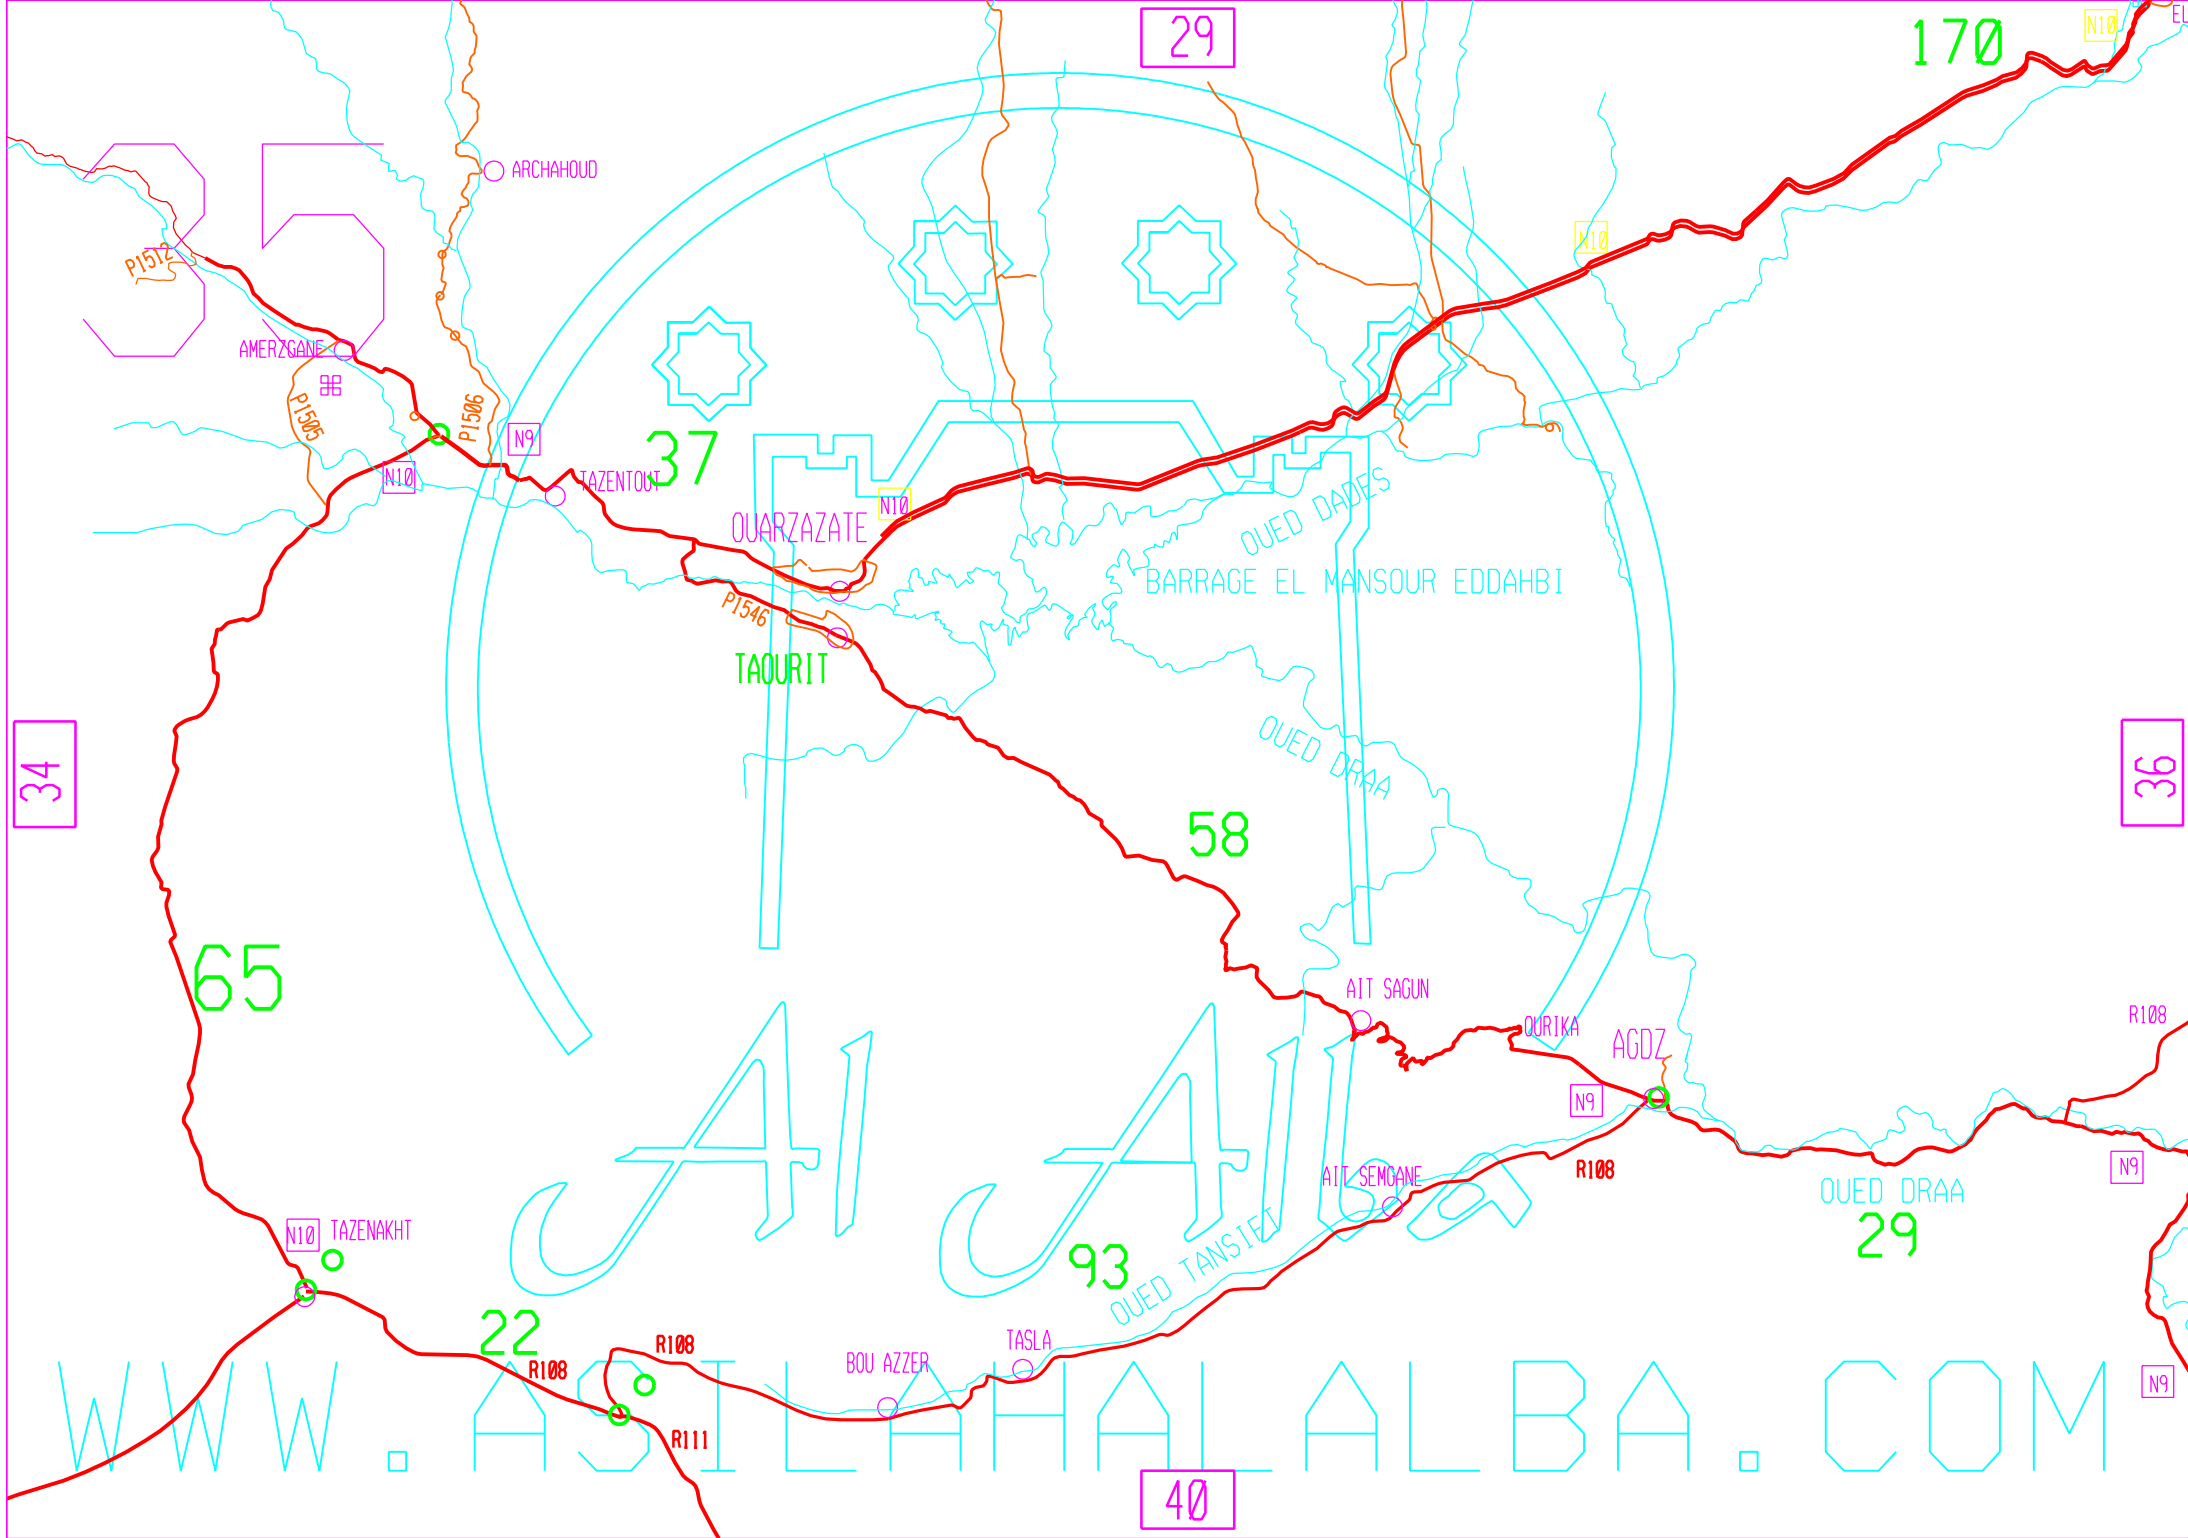 29
170
N10
EL
35
ARCHAHOUD
P1512
N10
AMERZGANE
P1505
P1506
N9
37
N10
TAZENTOUT
N10
OUARZAZATE
OUED DADES
BARRAGE EL MANSOUR EDDAHBI
P1546
TAOURIT
34
OUED DRAA
36
58
65
AIT SAGUN
OURIKA
AGDZ
R108
N9
AIT SEMGANE
R108
N9
OUED DRAA
29
N10
TAZENAKHT
Al Alba
93
OUED TANSIFT
22
R108
R108
BOU AZZER
TASLA
N9
R111
WWW.ASILAHALALBA.COM
40